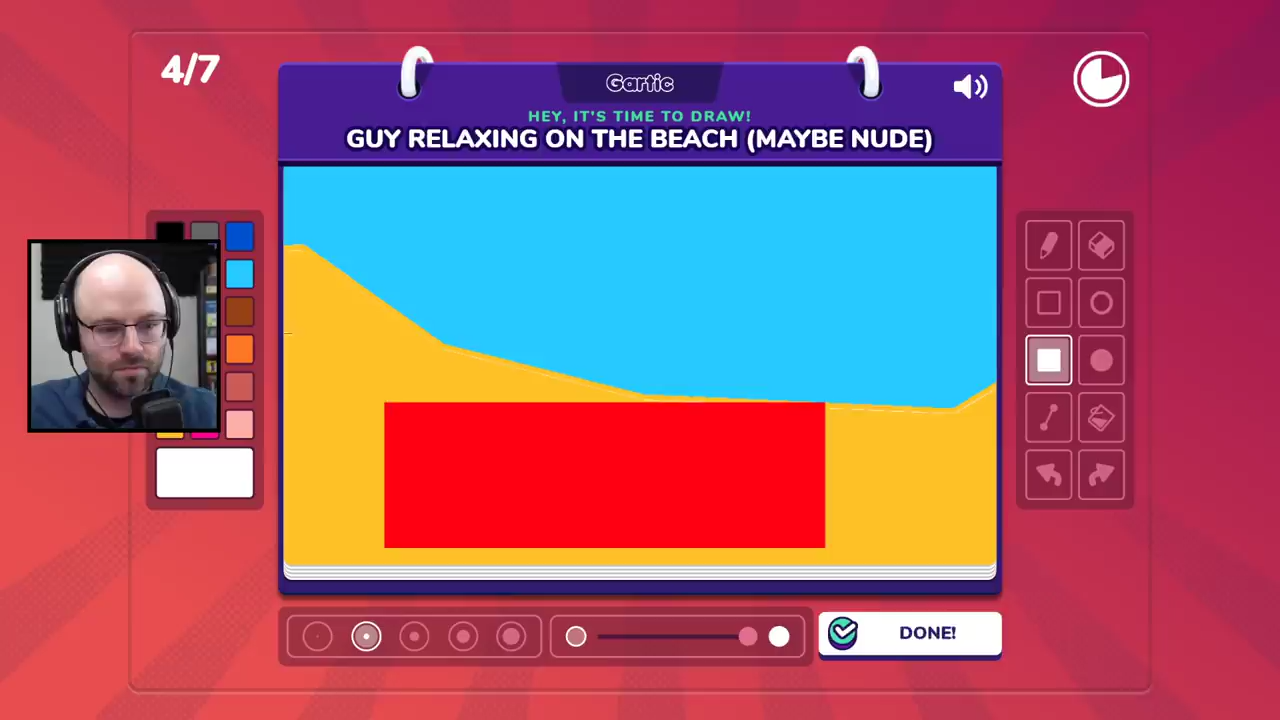 4/7
Gartic
HEY, IT'S TIME TO DRAW!
GUY RELAXING ON THE BEACH (MAYBE NUDE)
DONE!